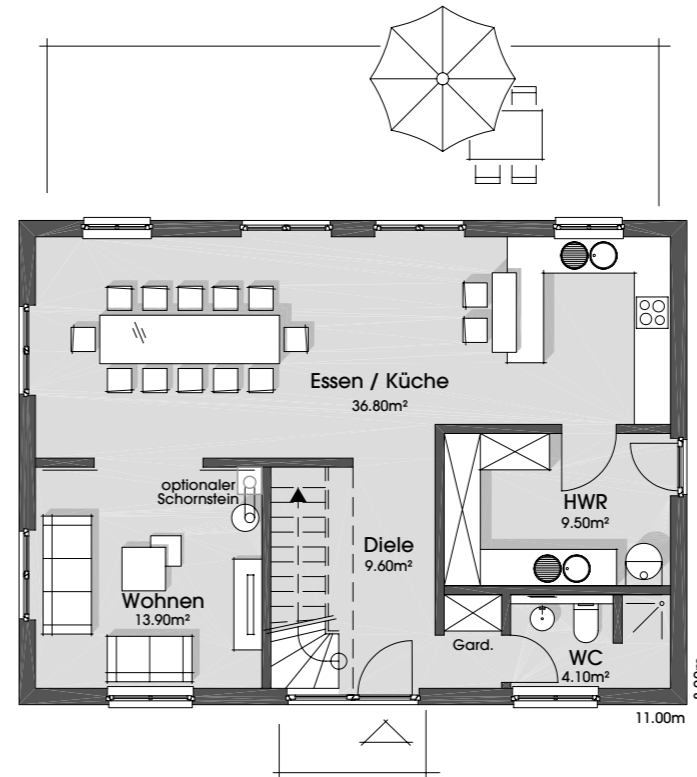 Essen / Küche
36.80m²
optionaler
Schornstein
HWR
9.50m²
Diele
9.60m²
Wohnen
13.90m²
Gard.
WC
4.10m²
11.00m